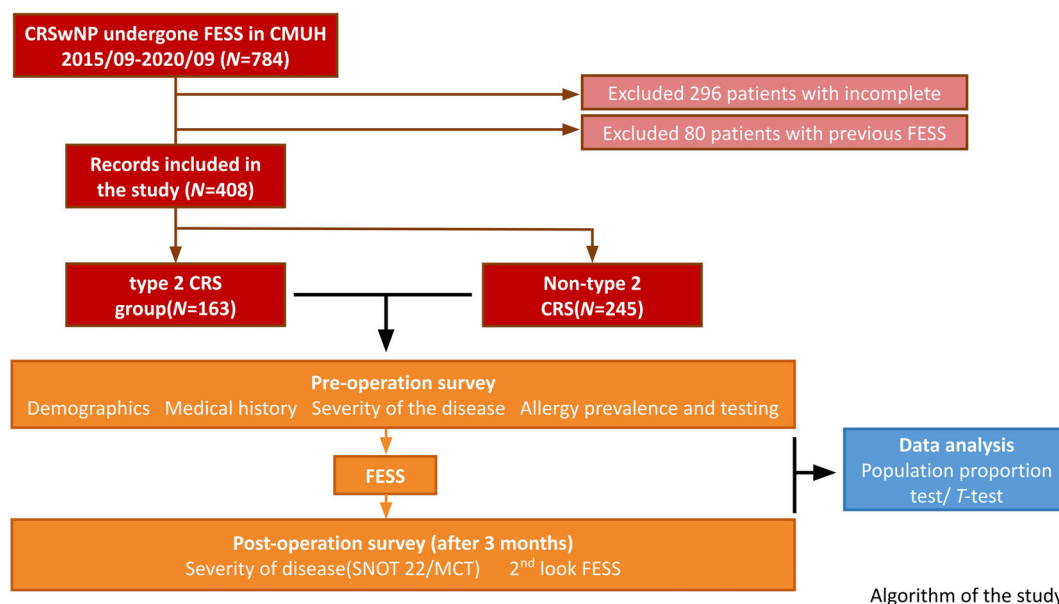 CRSwNP undergone FESS in CMUH
2015/09-2020/09 (N=784)
Excluded 296 patients with incomplete
Excluded 80 patients with previous FESS
Records included in
the study (N=408)
type 2 CRS
group(N=163)
Non-type 2
CRS(N=245)
Pre-operation survey
Demographics Medical history Severity of the disease Allergy prevalence and testing
FESS
Data analysis
Population proportion
test/ T-test
Post-operation survey (after 3 months)
Severity of disease(SNOT 22/MCT) 2nd look FESS
Algorithm of the study